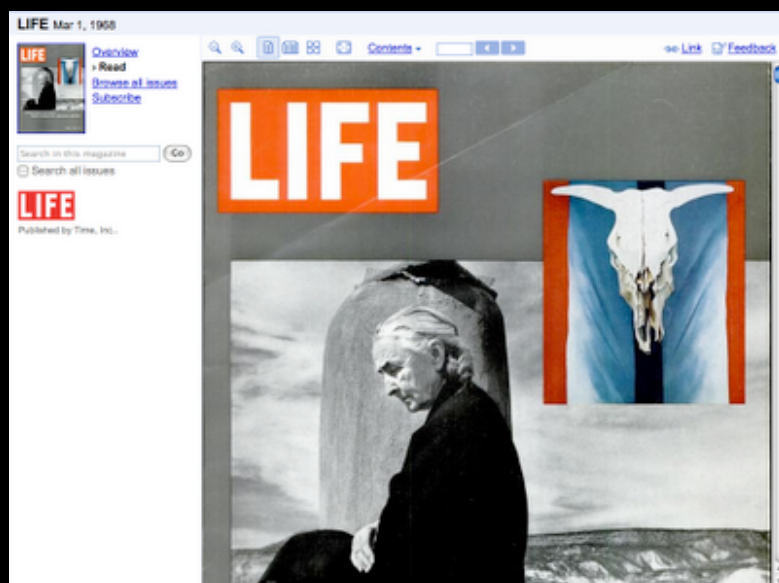 LIFE Mar 1, 1968
LIFE
Overview
› Read
Browse all issues
Subscribe
Contents
Link
Feedback
Search in this magazine
Go
Search all issues
LIFE
Published by Time, Inc..
LIFE